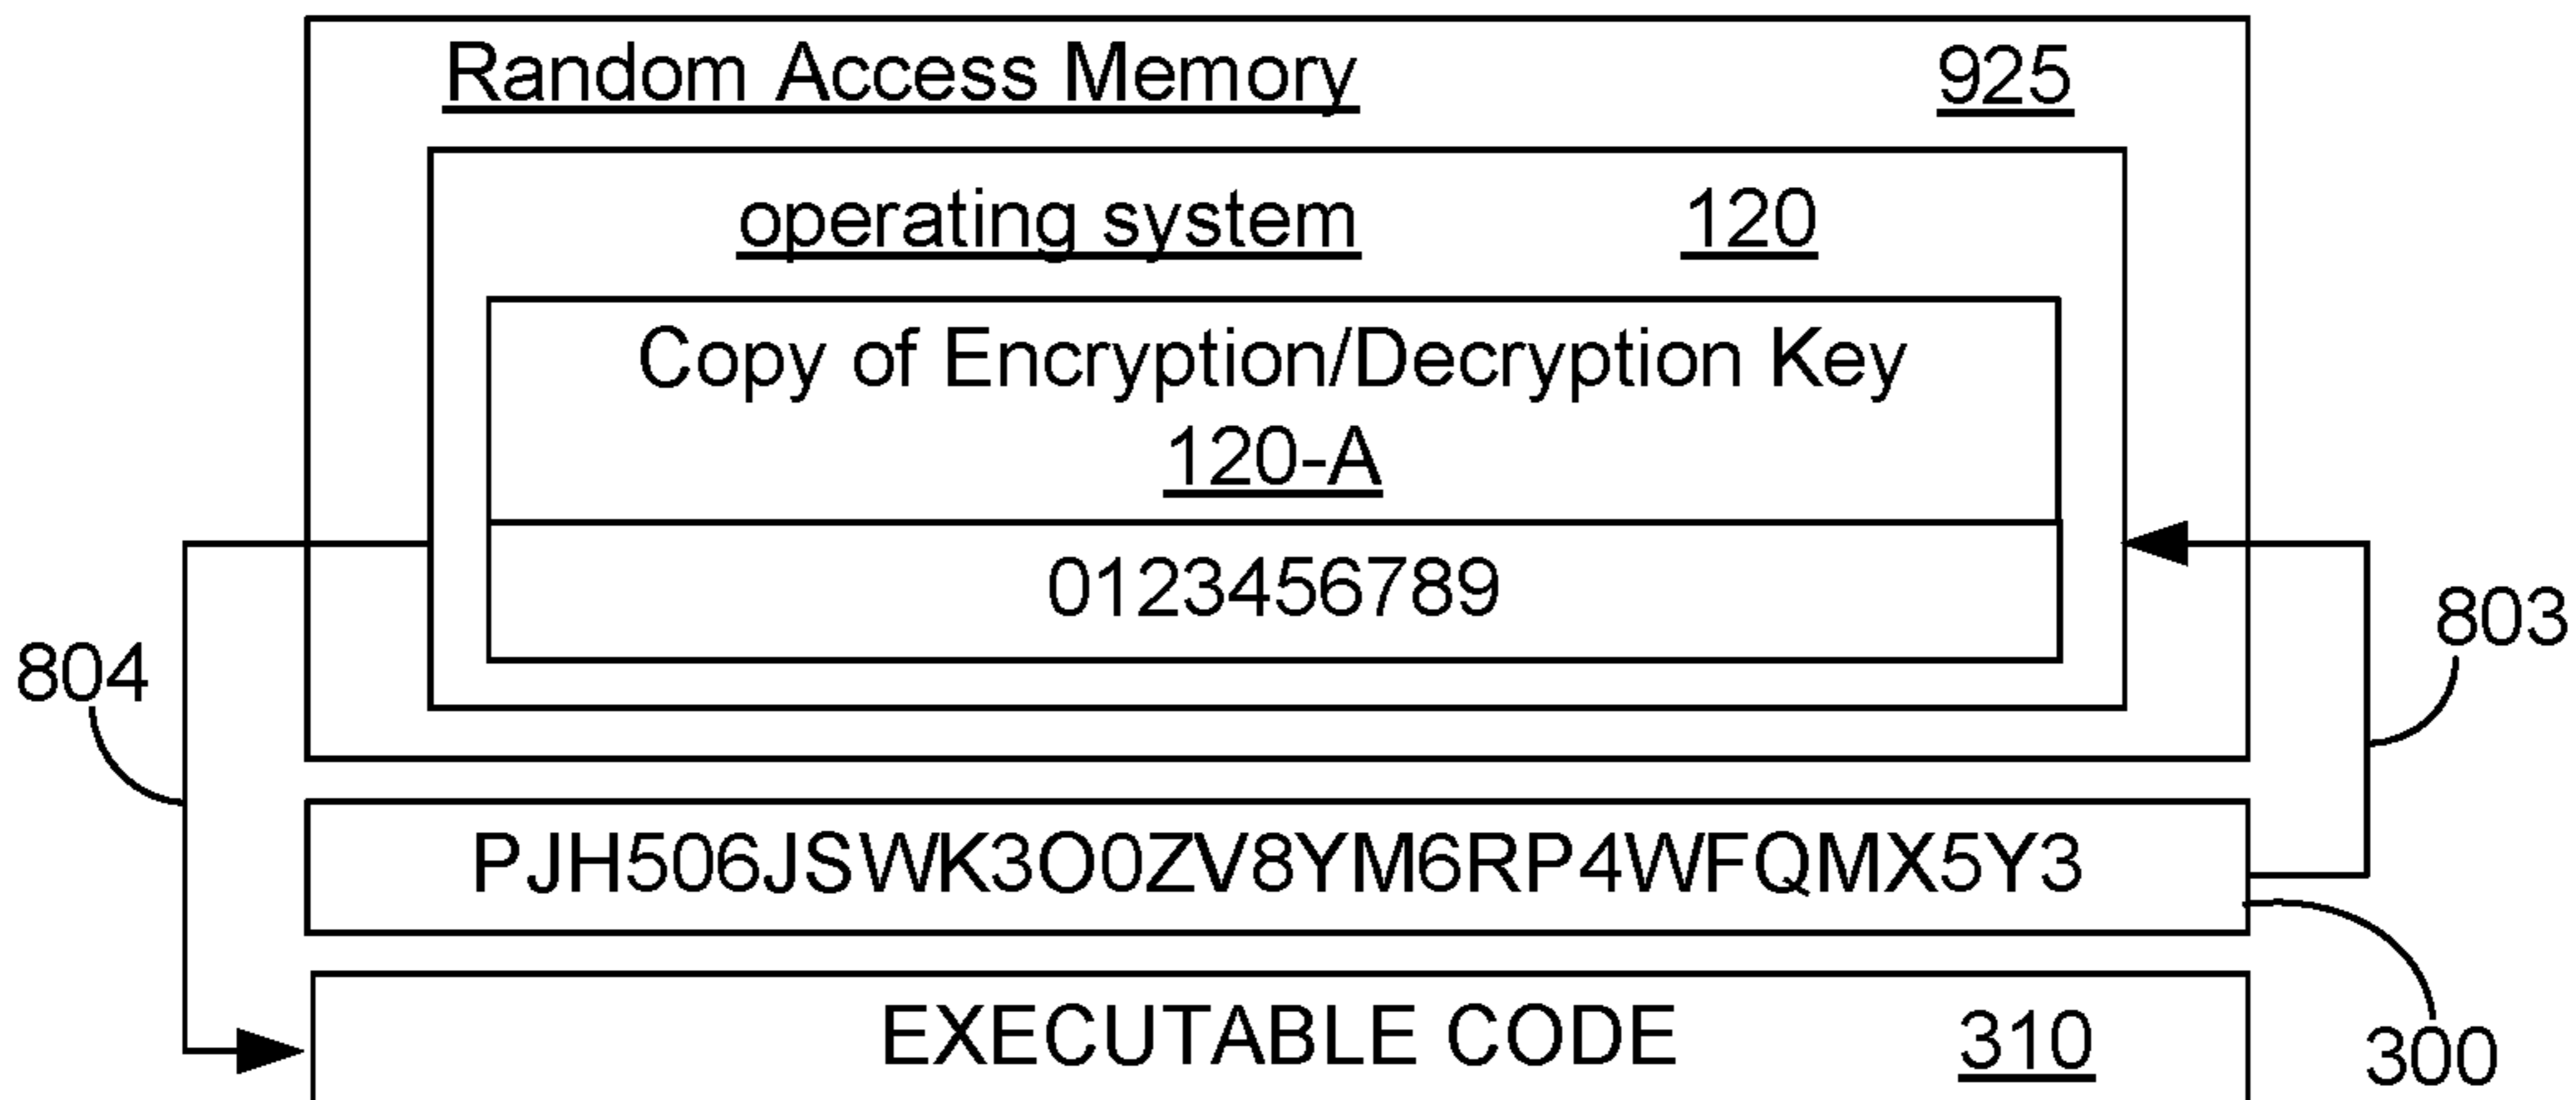 Random Access Memory 925
operating system 120
Copy of Encryption/Decryption Key
120-A
0123456789
803
804
PJH506JSWK3O0ZV8YM6RP4WFQMX5Y3
EXECUTABLE CODE 310
300